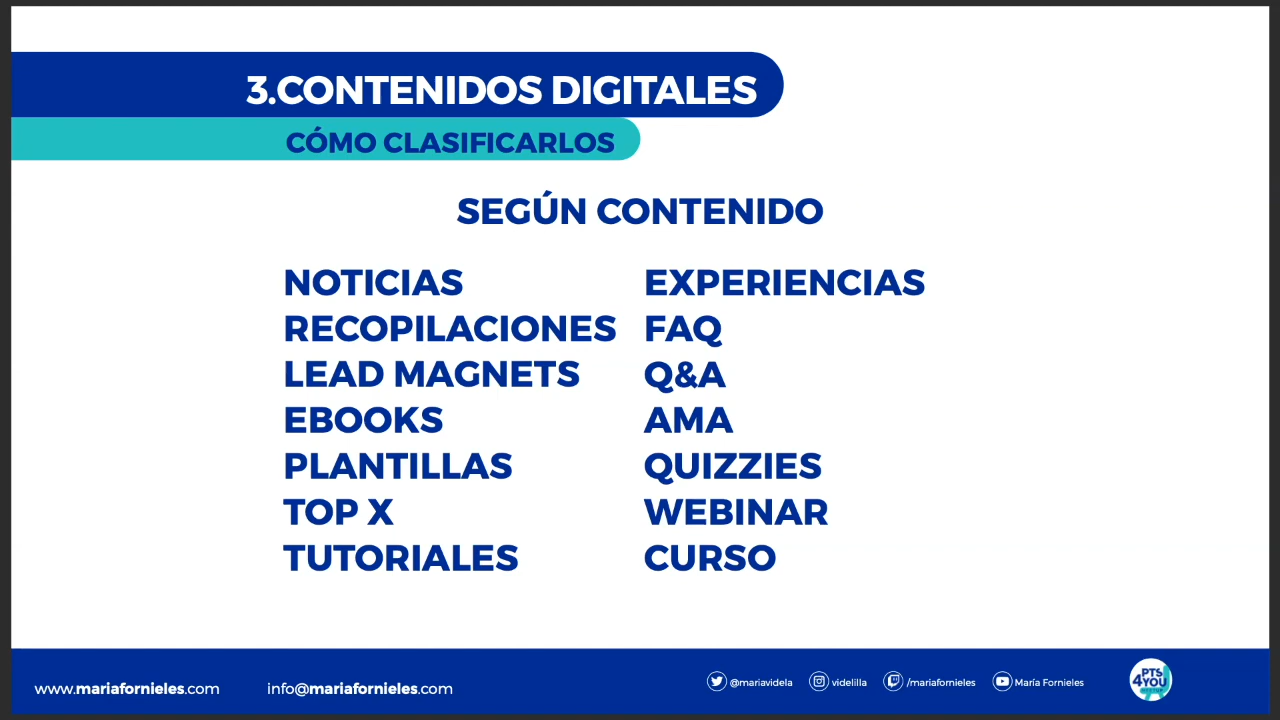 3.CONTENIDOS DIGITALES
CÓMO CLASIFICARLOS
SEGÚN CONTENIDO
NOTICIAS
RECOPILACIONES
LEAD MAGNETS
EBOOKS
PLANTILLAS
TOP X
TUTORIALES
EXPERIENCIAS
FAQ
Q&A
AMA
QUIZZIES
WEBINAR
CURSO
www.mariafornieles.com
info@mariafornieles.com
@mariavidela
videlilla
/mariafornieles
María Fornieles
PTS
4YOU